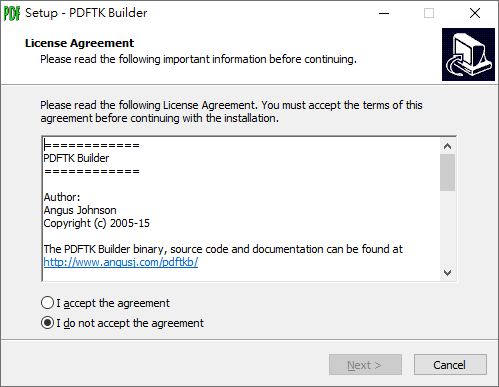 PDF Setup - PDFTK Builder
License Agreement
Please read the following important information before continuing.
Please read the following License Agreement. You must accept the terms of this
agreement before continuing with the installation.
============
PDFTK Builder
============
Author:
Angus Johnson
Copyright (c) 2005-15
The PDFTK Builder binary, source code and documentation can be found at
http://www.angusj.com/pdftkb/
I accept the agreement
I do not accept the agreement
Next >
Cancel